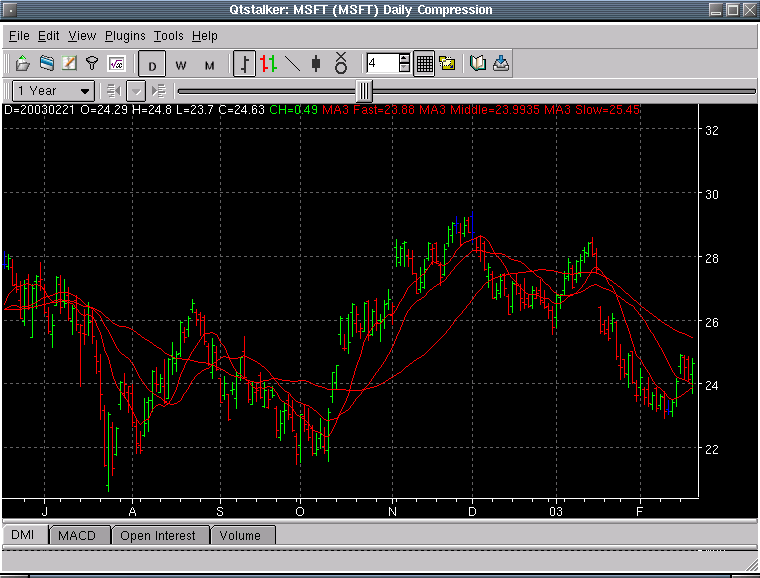 Qtstalker: MSFT (MSFT) Daily Compression
File Edit View Plugins Tools Help
D W M 4
1 Year
D=20030221 O=24.29 H=24.8 L=23.7 C=24.63 CH=0.49 MA3 Fast=23.88 MA3 Middle=23.9935 MA3 Slow=25.45
32
30
28
26
24
22
J A S O N D 03 F
DMI MACD Open Interest Volume